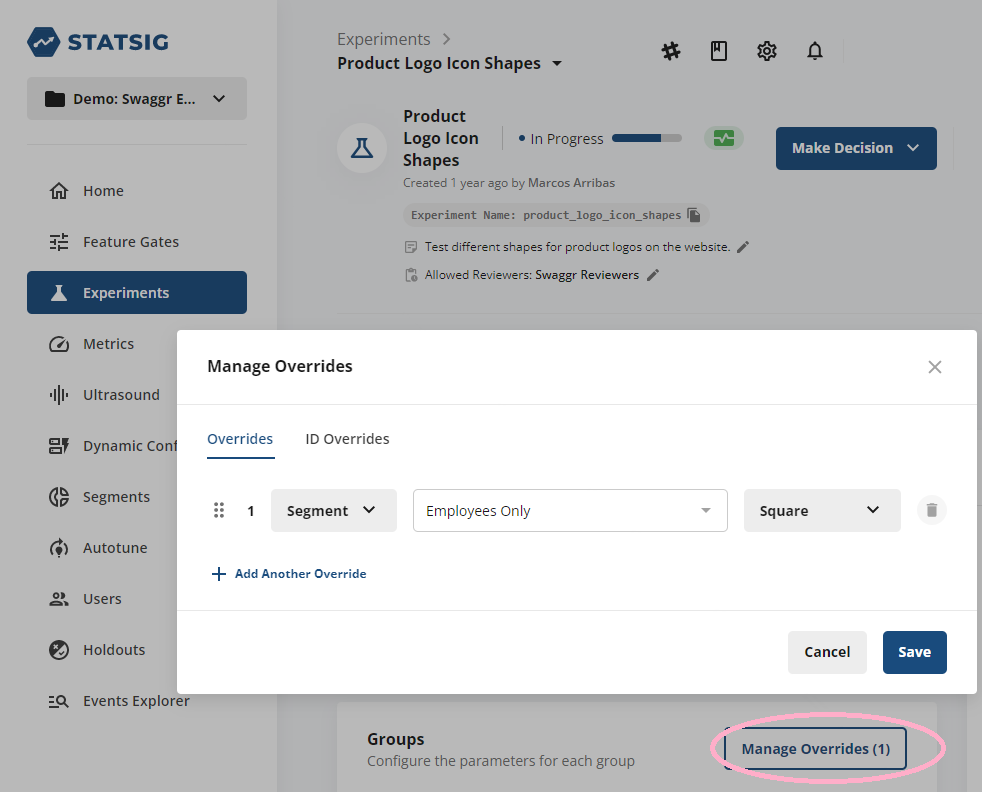 STATSIG
Demo: Swaggr E...
Home
Feature Gates
Experiments
Metrics
Ultrasound
Dynamic Conf
Segments
Autotune
Users
Holdouts
Events Explorer
Experiments
Product Logo Icon Shapes
Product
Logo Icon
Shapes
In Progress
Make Decision
Created 1 year ago by Marcos Arribas
Experiment Name: product_logo_icon_shapes
Test different shapes for product logos on the website.
Allowed Reviewers: Swaggr Reviewers
Manage Overrides
Overrides ID Overrides
1 Segment Employees Only Square
Add Another Override
Cancel Save
Groups
Configure the parameters for each group
Manage Overrides (1)